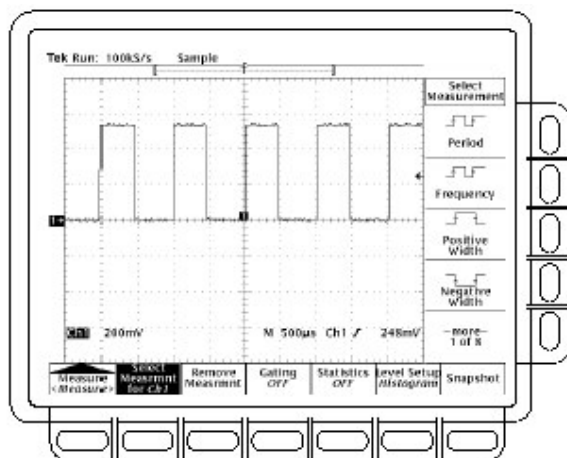 Tek Run: 100kS/s Sample
Select
Measurement
Period
Frequency
Positive
Width
Negative
Width
-more-
1 of 8
1
Ch1 200mV M 500µs Ch1 248mV
Measure
<Measure>
Select
Measrmnt
for Ch1
Remove
Measrmnt
Gating
OFF
Statistics
OFF
Level Setup
Histogram
Snapshot